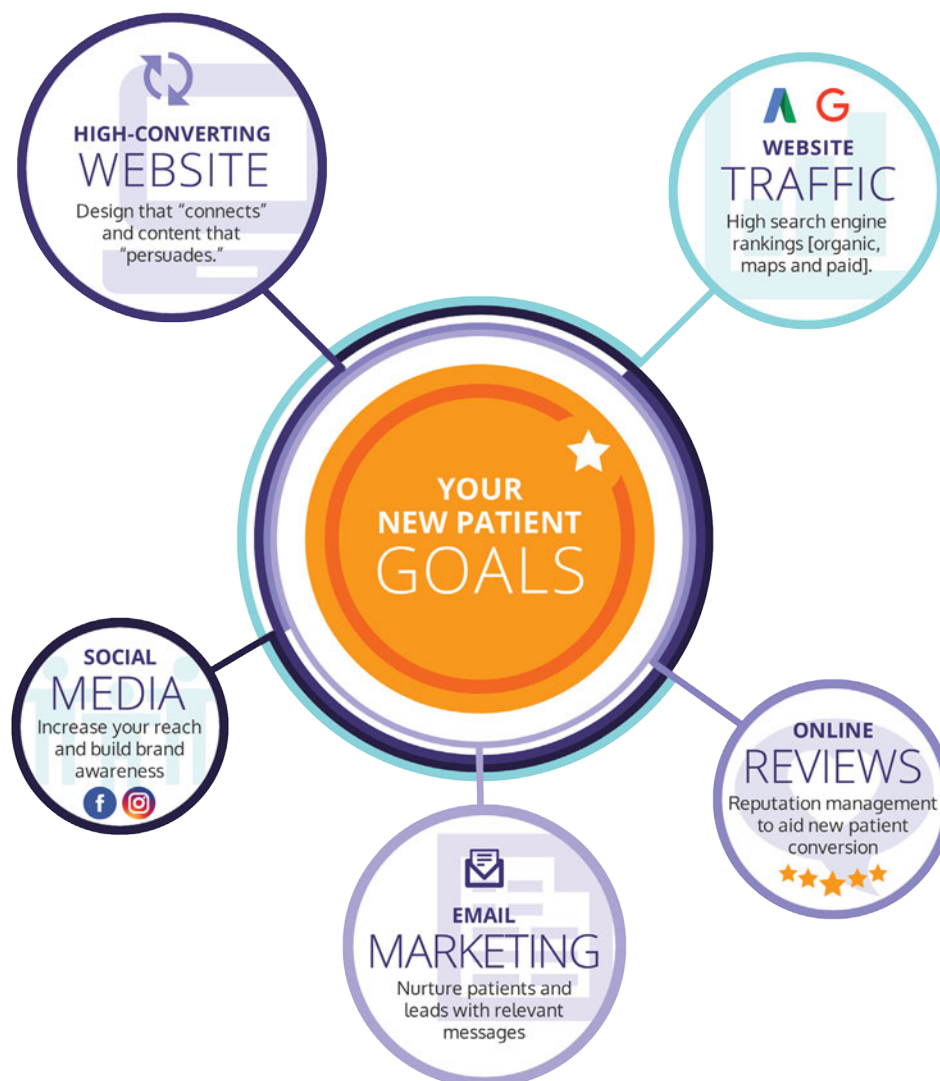 HIGH-CONVERTING
WEBSITE
Design that “connects”
and content that
“persuades.”
WEBSITE
TRAFFIC
High search engine
rankings [organic,
maps and paid].
YOUR
NEW PATIENT
GOALS
SOCIAL
MEDIA
Increase your reach
and build brand
awareness
ONLINE
REVIEWS
Reputation management
to aid new patient
conversion
EMAIL
MARKETING
Nurture patients and
leads with relevant
messages